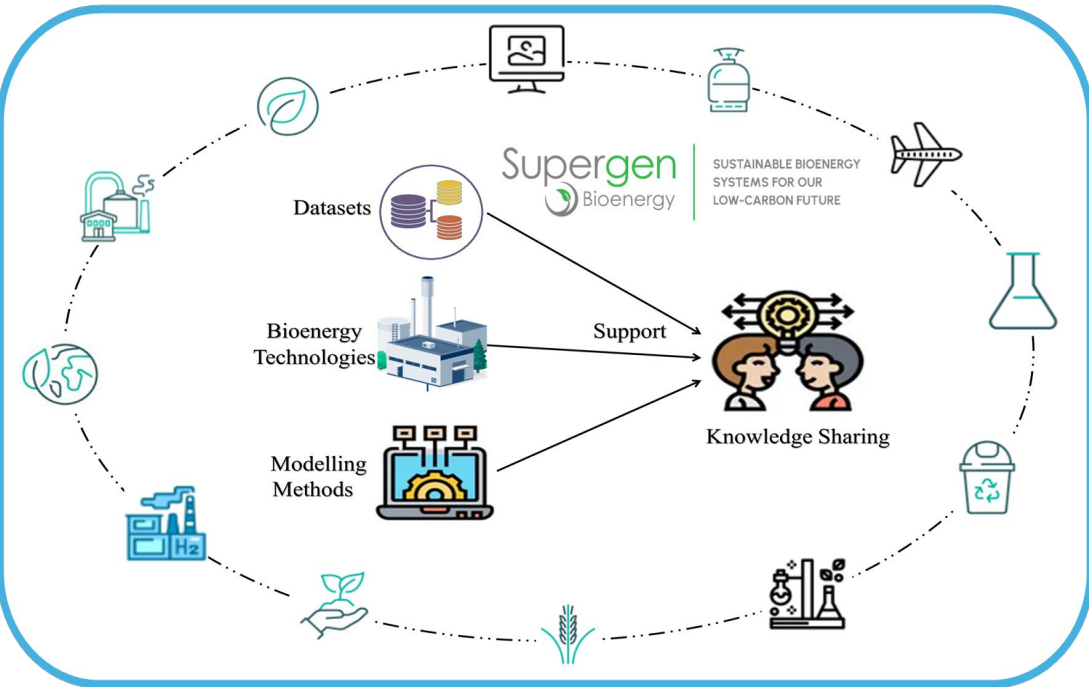 Supergen
Bioenergy
SUSTAINABLE BIOENERGY
SYSTEMS FOR OUR
LOW-CARBON FUTURE
Datasets
Bioenergy
Technologies
Support
Modelling
Methods
Knowledge Sharing
H2